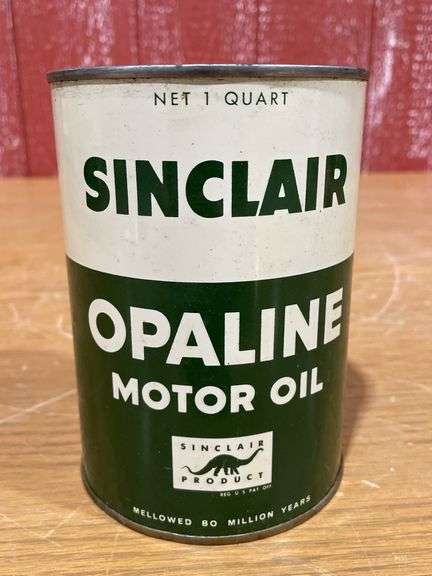 NET 1 QUART
SINCLAIR
OPALINE
MOTOR OIL
SINCLAIR
PRODUCT
REG U S PAT OFF
MELLOWED 80 MILLION YEARS